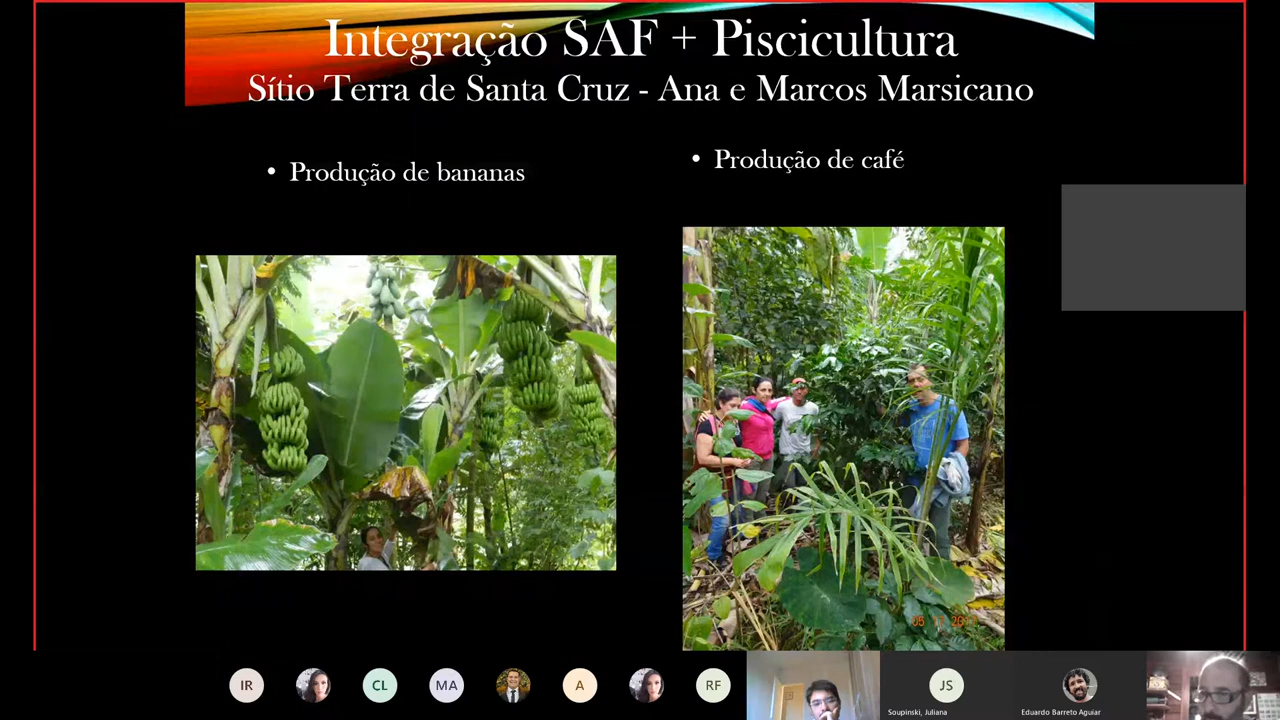 Integração SAF + Piscicultura
Sítio Terra de Santa Cruz - Ana e Marcos Marsicano
• Produção de bananas
• Produção de café
IR
CL
MA
A
RF
JS
Soupinski, Juliana
Eduardo Barreto Aguiar